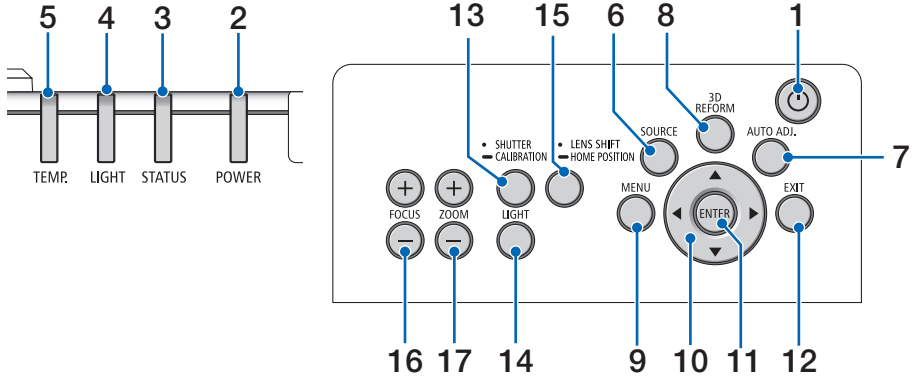 5 4 3 2 13 15 6 8 1
3D
REFORM
SOURCE
AUTO ADJ.
7
• SHUTTER
— CALIBRATION
• LENS SHIFT
— HOME POSITION
TEMP. LIGHT STATUS POWER
MENU
EXIT
ENTER
FOCUS ZOOM LIGHT
16 17 14 9 10 11 12